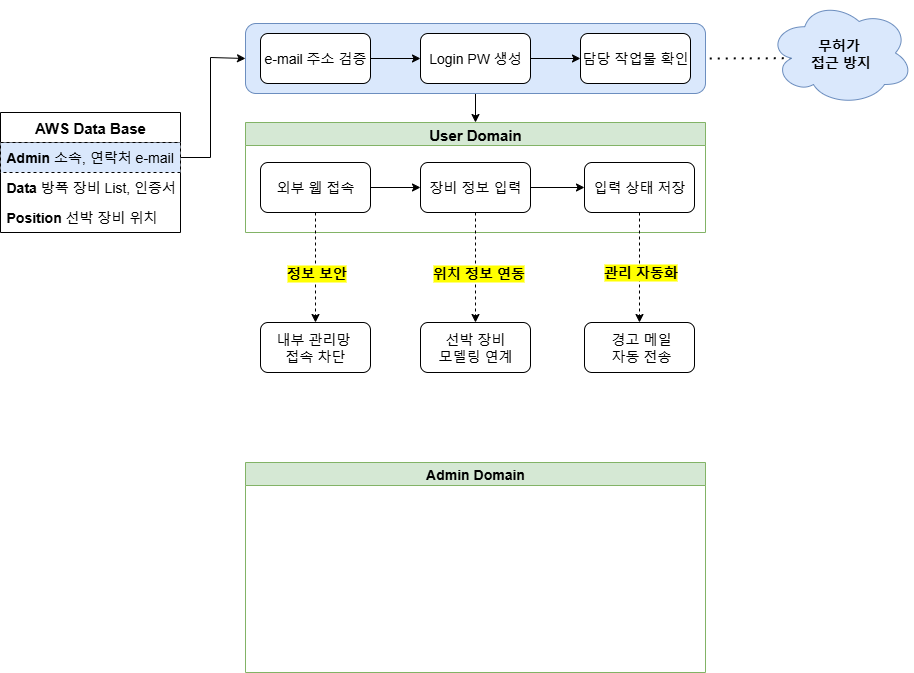 무허가
접근 방지
e-mail 주소 검증
Login PW 생성
담당 작업물 확인
AWS Data Base
Admin 소속, 연락처 e-mail
Data 방폭 장비 List, 인증서
Position 선박 장비 위치
User Domain
외부 웹 접속
장비 정보 입력
입력 상태 저장
정보 보안
위치 정보 연동
관리 자동화
내부 관리망
접속 차단
선박 장비
모델링 연계
경고 메일
자동 전송
Admin Domain